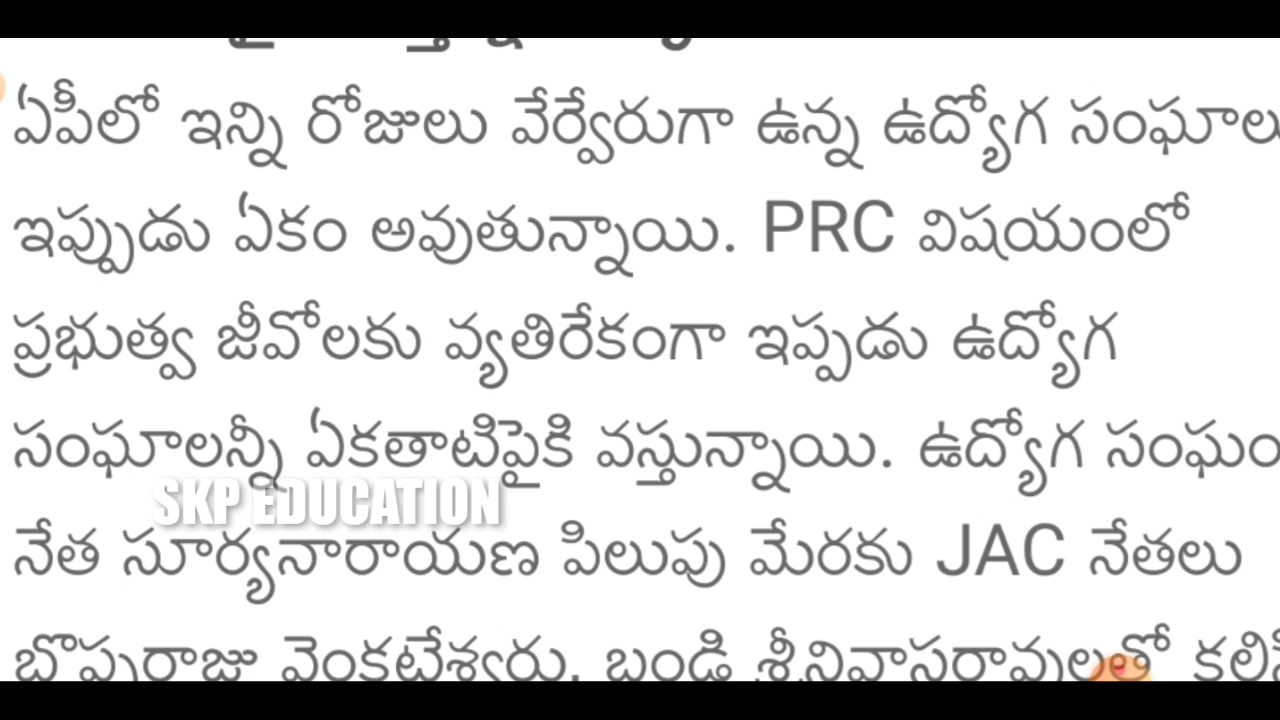 ఏపీలో ఇన్ని రోజులు వేర్వేరుగా ఉన్న ఉద్యోగ సంఘాలు
ఇప్పుడు ఏకం అవుతున్నాయి. PRC విషయంలో
ప్రభుత్వ జీవోలకు వ్యతిరేకంగా ఇప్పడు ఉద్యోగ
సంఘాలన్నీ ఏకతాటిపైకి వస్తున్నాయి. ఉద్యోగ సంఘం
SKP EDUCATION
నేత సూర్యనారాయణ పిలుపు మేరకు JAC నేతలు
బొప్పరాజు వెంకటేశ్వర్లు, బండి శ్రీనివాసరావులతో